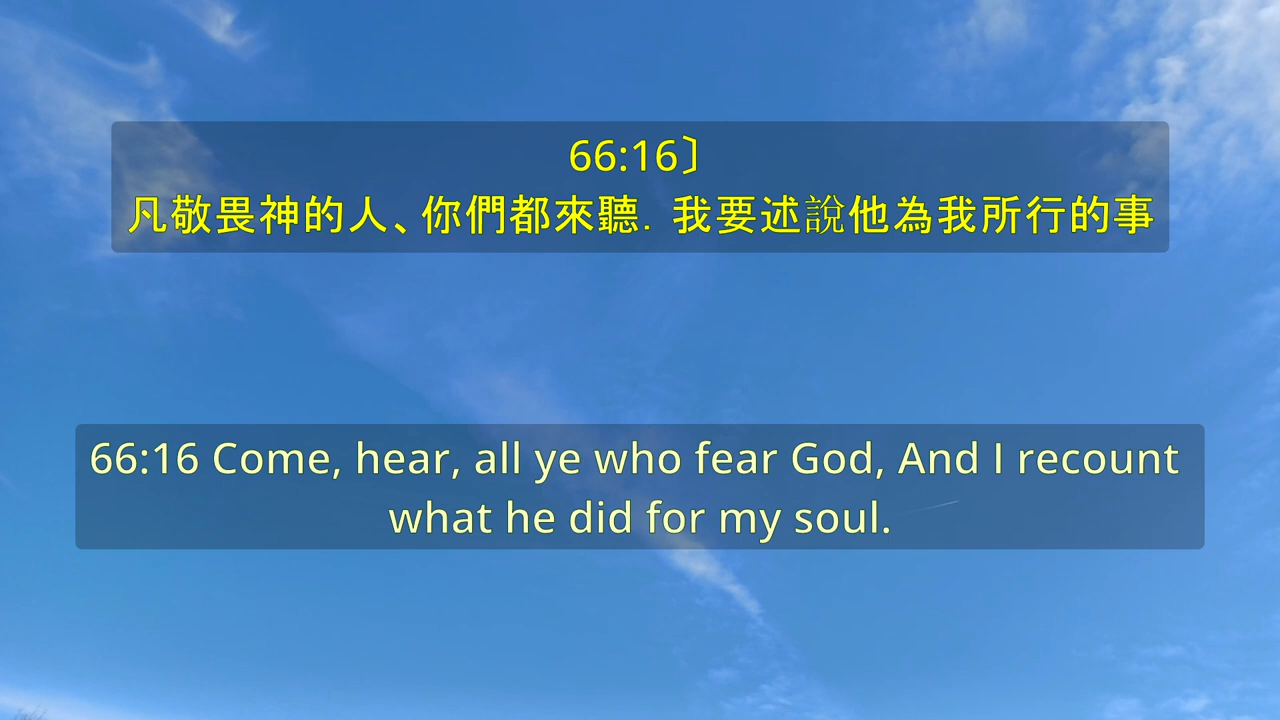 66:16〕
凡敬畏神的人、你們都來聽．我要述說他為我所行的事
66:16 Come, hear, all ye who fear God, And I recount
what he did for my soul.